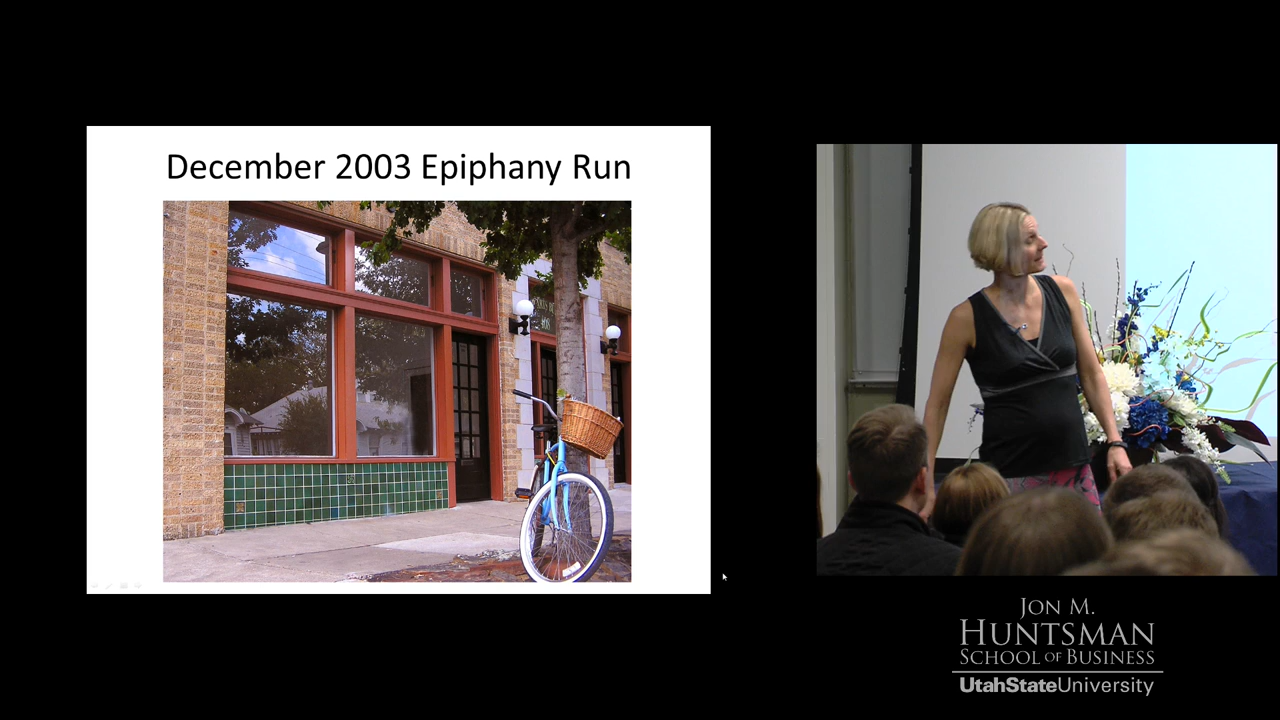 December 2003 Epiphany Run
JON M.
HUNTSMAN
SCHOOL OF BUSINESS
UtahStateUniversity